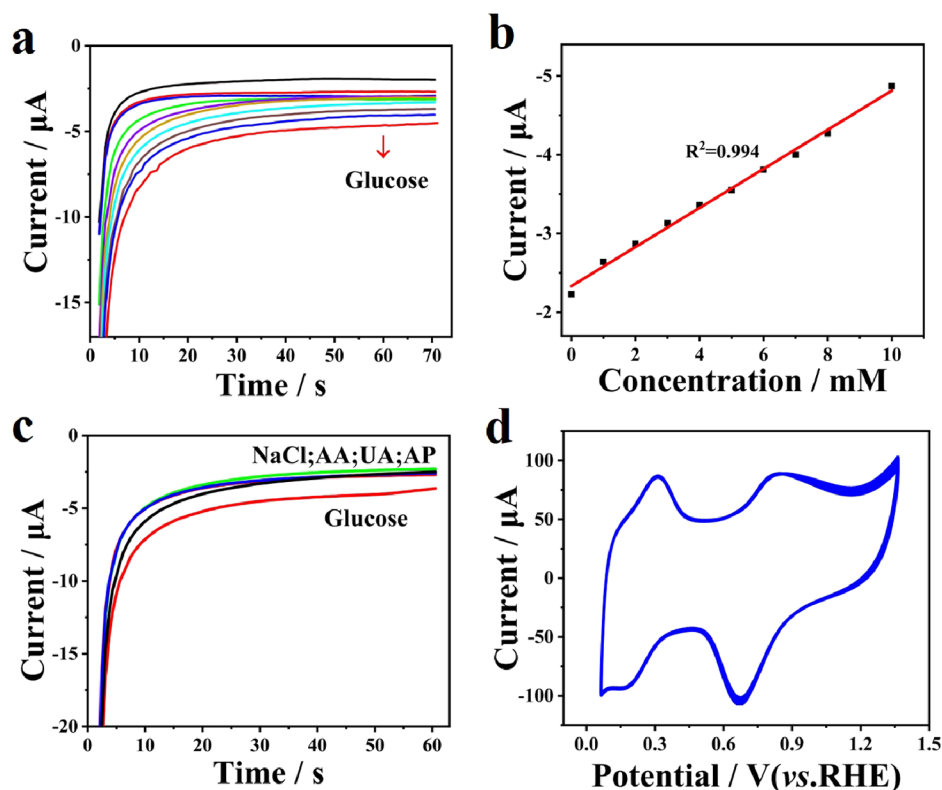 a
0
-5
-10
-15
0 10 20 30 40 50 60 70
Current / μA
Time / s
Glucose
b
-5
-4
-3
-2
0 2 4 6 8 10
Current / μA
Concentration / mM
R²=0.994
c
0
-5
-10
-15
-20
0 10 20 30 40 50 60
Current / μA
Time / s
NaCl;AA;UA;AP
Glucose
d
100
50
0
-50
-100
0.0 0.3 0.6 0.9 1.2 1.5
Current / μA
Potential / V(vs.RHE)